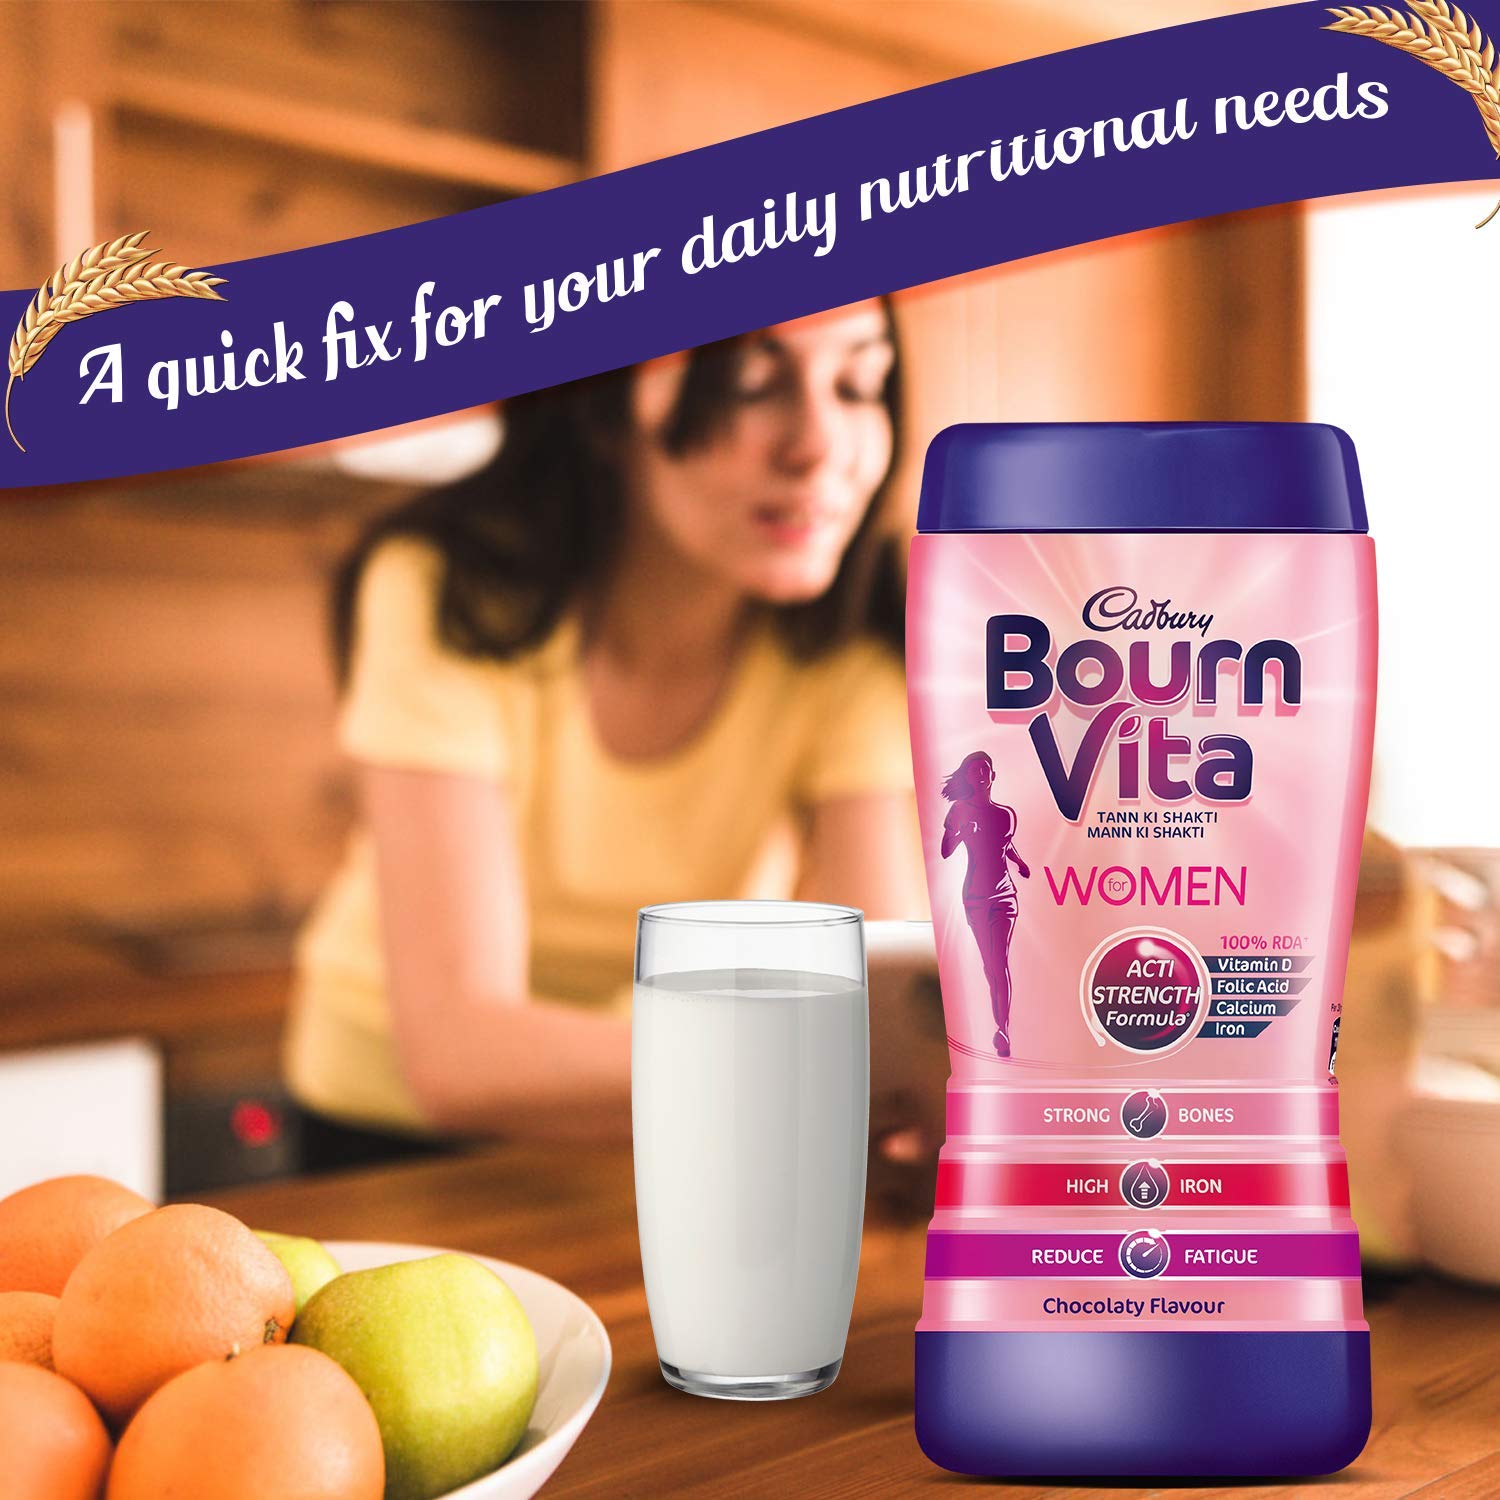 A quick fix for your daily nutritional needs
Cadbury
Bourn
Vita
TANN KI SHAKTI
MANN KI SHAKTI
WOMEN
for
100% RDA+
ACTI
STRENGTH
Formula*
Vitamin D
Folic Acid
Calcium
Iron
STRONG BONES
HIGH IRON
REDUCE FATIGUE
Chocolaty Flavour